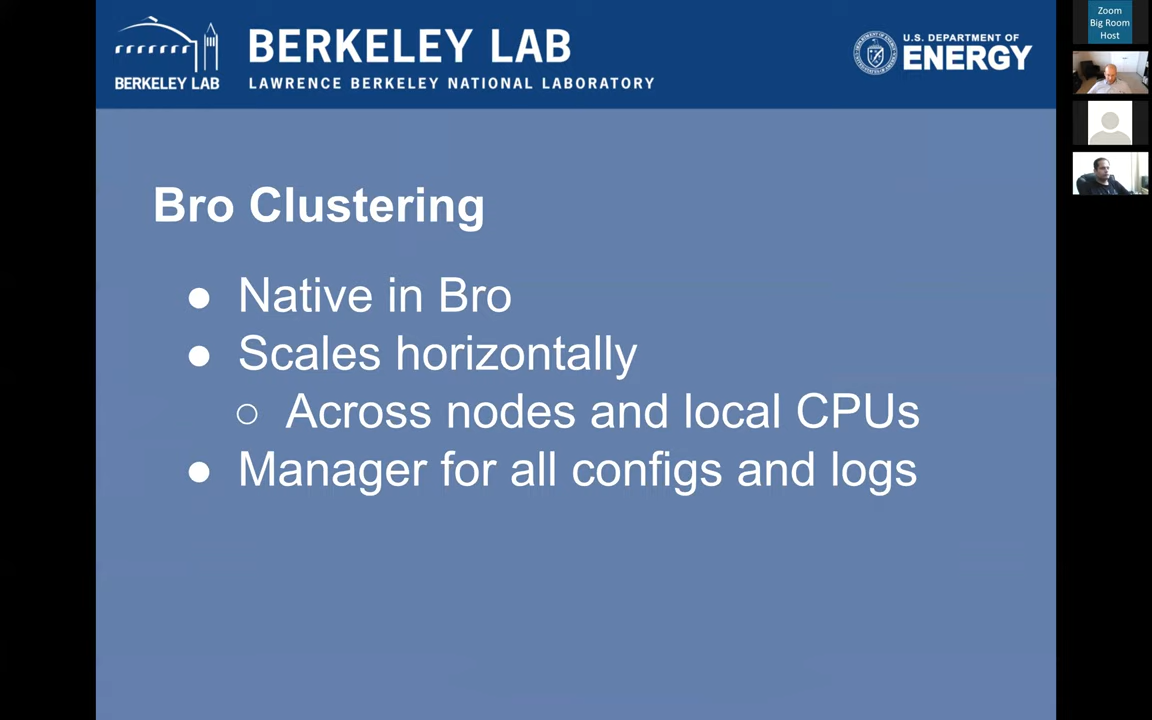 BERKELEY LAB
BERKELEY LAB
LAWRENCE BERKELEY NATIONAL LABORATORY
U.S. DEPARTMENT OF
ENERGY
Zoom
Big Room
Host
Bro Clustering
● Native in Bro
● Scales horizontally
○ Across nodes and local CPUs
● Manager for all configs and logs